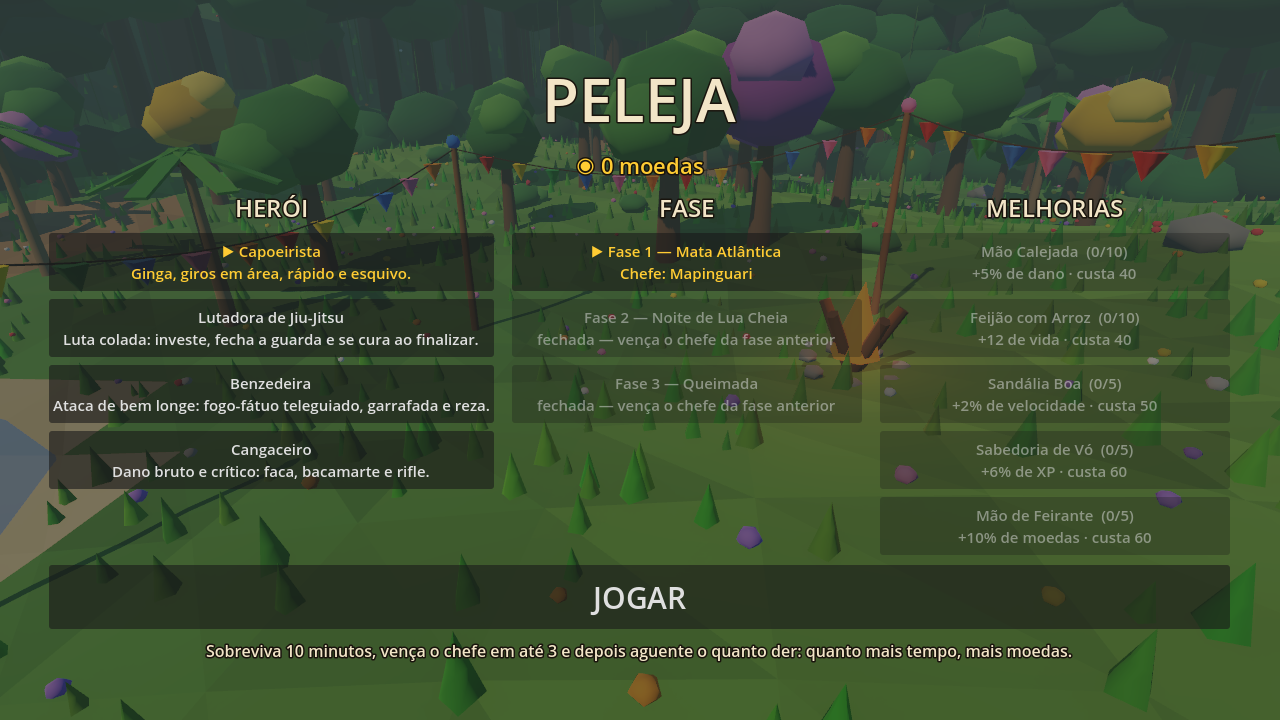 PELEJA
◉ 0 moedas
HERÓI
▶ Capoeirista
Ginga, giros em área, rápido e esquivo.
Lutadora de Jiu-Jitsu
Luta colada: investe, fecha a guarda e se cura ao finalizar.
Benzedeira
Ataca de bem longe: fogo-fátuo teleguiado, garrafada e reza.
Cangaceiro
Dano bruto e crítico: faca, bacamarte e rifle.
FASE
▶ Fase 1 — Mata Atlântica
Chefe: Mapinguari
Fase 2 — Noite de Lua Cheia
fechada — vença o chefe da fase anterior
Fase 3 — Queimada
fechada — vença o chefe da fase anterior
MELHORIAS
Mão Calejada (0/10)
+5% de dano · custa 40
Feijão com Arroz (0/10)
+12 de vida · custa 40
Sandália Boa (0/5)
+2% de velocidade · custa 50
Sabedoria de Vó (0/5)
+6% de XP · custa 60
Mão de Feirante (0/5)
+10% de moedas · custa 60
JOGAR
Sobreviva 10 minutos, vença o chefe em até 3 e depois aguente o quanto der: quanto mais tempo, mais moedas.